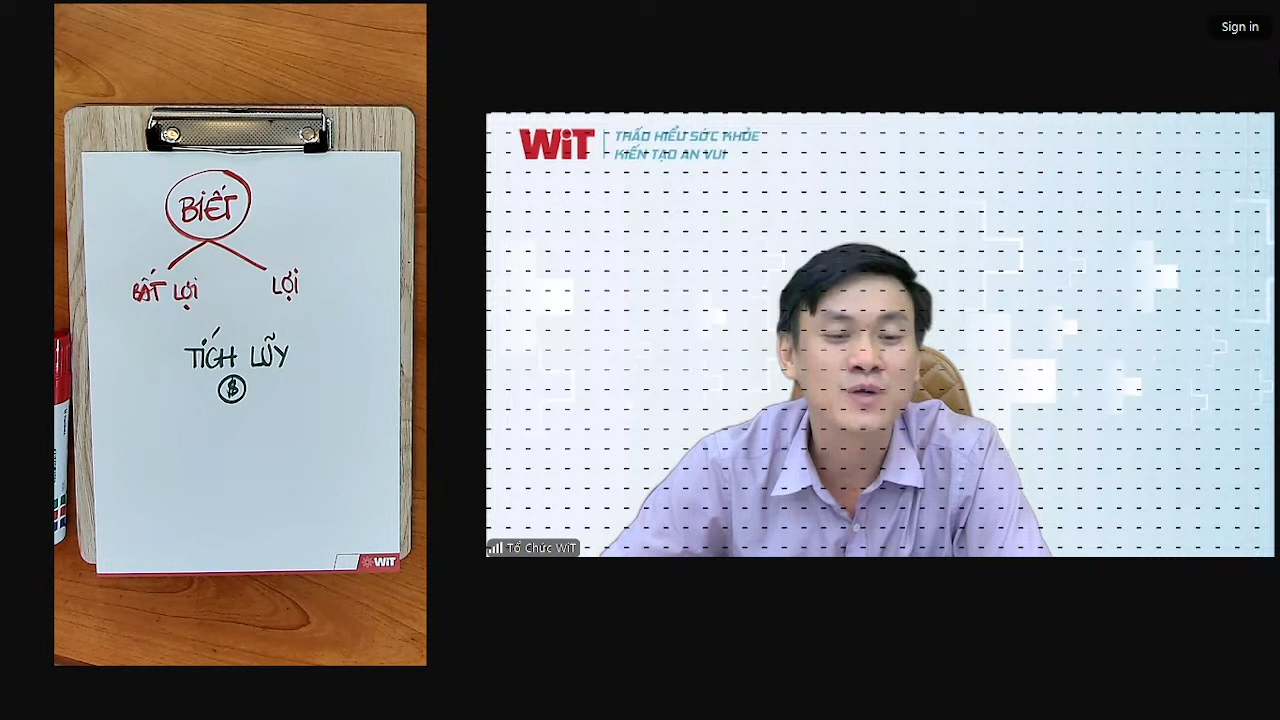 Sign in
BIẾT
BẤT LỢI
LỢI
TÍCH LŨY
$
WiT
WiT
THẤU HIỂU SỨC KHỎE
KIẾN TẠO AN VUI
Tổ Chức WiT